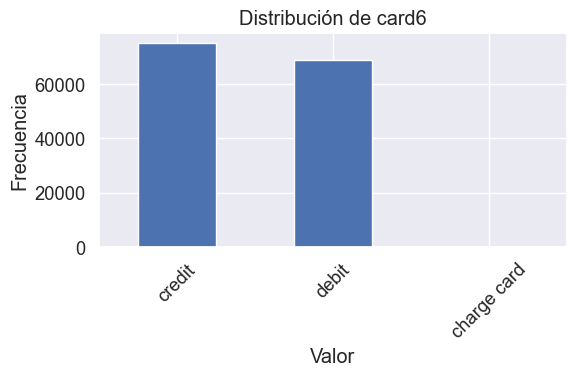 Distribución de card6
Frecuencia
60000
40000
20000
0
credit
debit
charge card
Valor